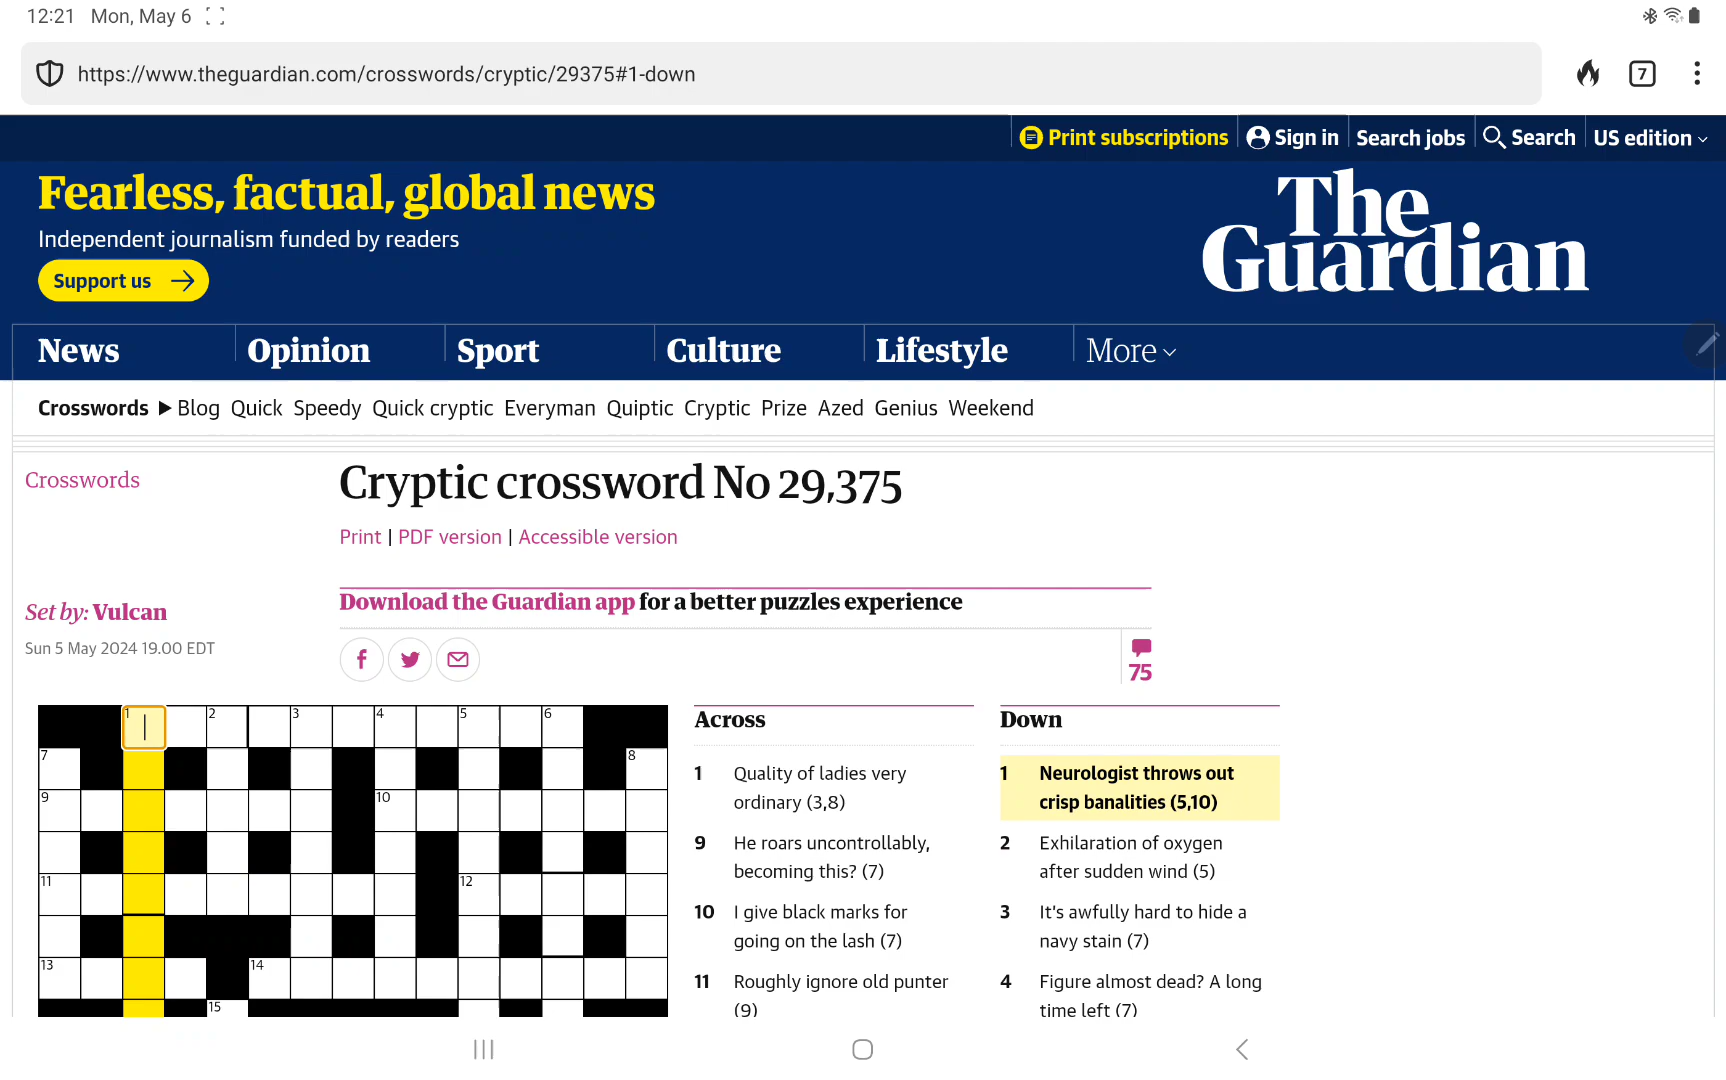 12:21 Mon, May 6
https://www.theguardian.com/crosswords/cryptic/29375#1-down
7
Print subscriptions
Sign in
Search jobs
Search
US edition
Fearless, factual, global news
Independent journalism funded by readers
Support us
The
Guardian
News Opinion Sport Culture Lifestyle More
Crosswords Blog Quick Speedy Quick cryptic Everyman Quiptic Cryptic Prize Azed Genius Weekend
Crosswords
Cryptic crossword No 29,375
Print | PDF version | Accessible version
Set by: Vulcan
Sun 5 May 2024 19.00 EDT
Download the Guardian app for a better puzzles experience
75
1 2 3 4 5 6
7 8
9 10
11 12
13 14
15
Across
1 Quality of ladies very
ordinary (3,8)
9 He roars uncontrollably,
becoming this? (7)
10 I give black marks for
going on the lash (7)
11 Roughly ignore old punter
(9)
Down
1 Neurologist throws out
crisp banalities (5,10)
2 Exhilaration of oxygen
after sudden wind (5)
3 It's awfully hard to hide a
navy stain (7)
4 Figure almost dead? A long
time left (7)